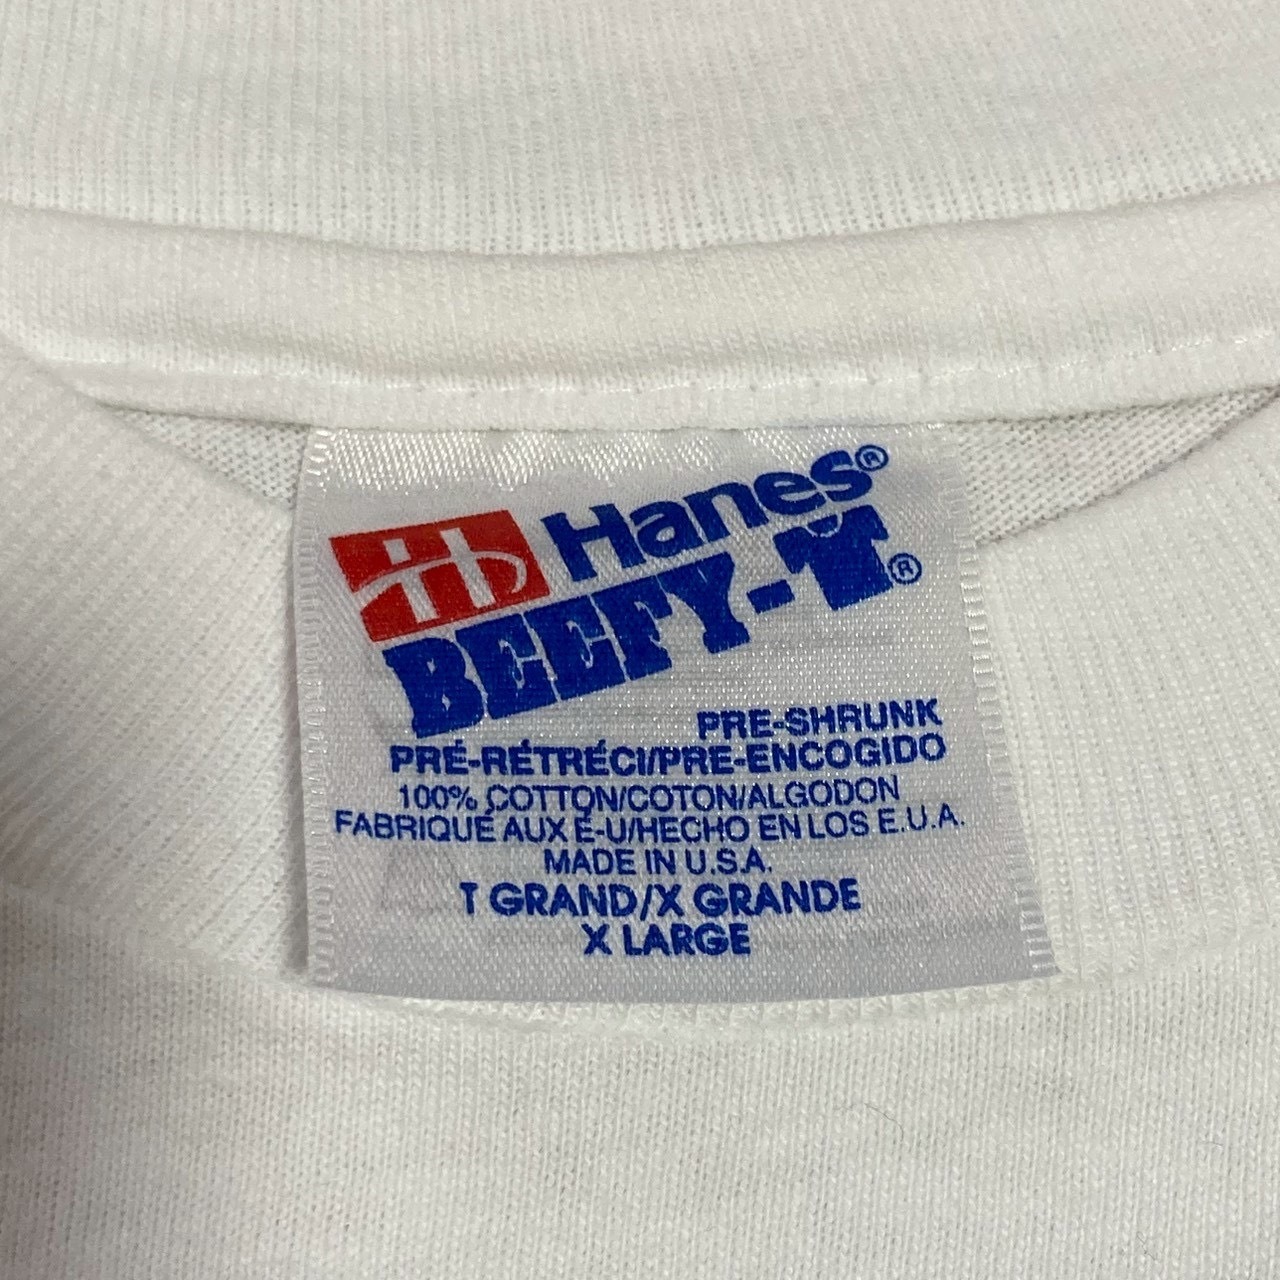 Hanes®
BEEFY-T®
PRE-SHRUNK
PRÉ-RÉTRÉCI/PRE-ENCOGIDO
100% COTTON/COTON/ALGODON
FABRIQUÉ AUX É-U/HECHO EN LOS E.U.A.
MADE IN U.S.A.
T GRAND/X GRANDE
X LARGE